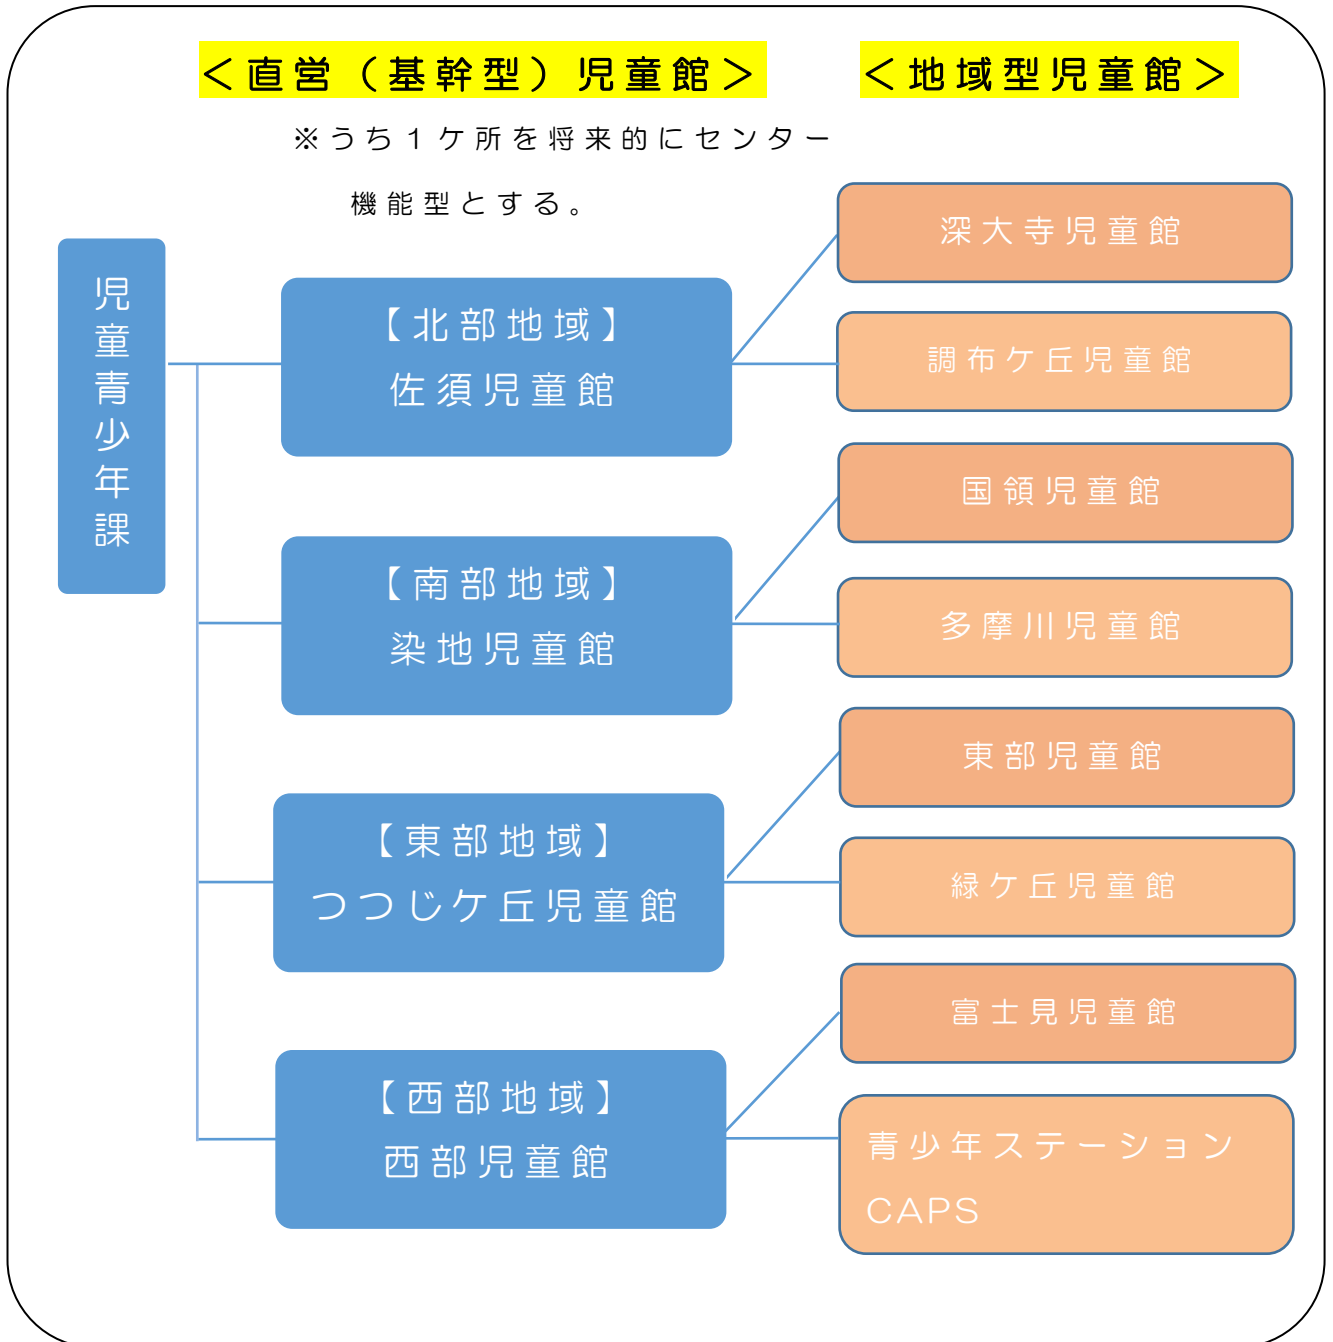 ＜直営（基幹型）児童館＞
＜地域型児童館＞
※うち１ケ所を将来的にセンター
機能型とする。
児童青少年課
【北部地域】
佐須児童館
深大寺児童館
調布ケ丘児童館
【南部地域】
染地児童館
国領児童館
多摩川児童館
【東部地域】
つつじケ丘児童館
東部児童館
緑ケ丘児童館
【西部地域】
西部児童館
富士見児童館
青少年ステーション
CAPS